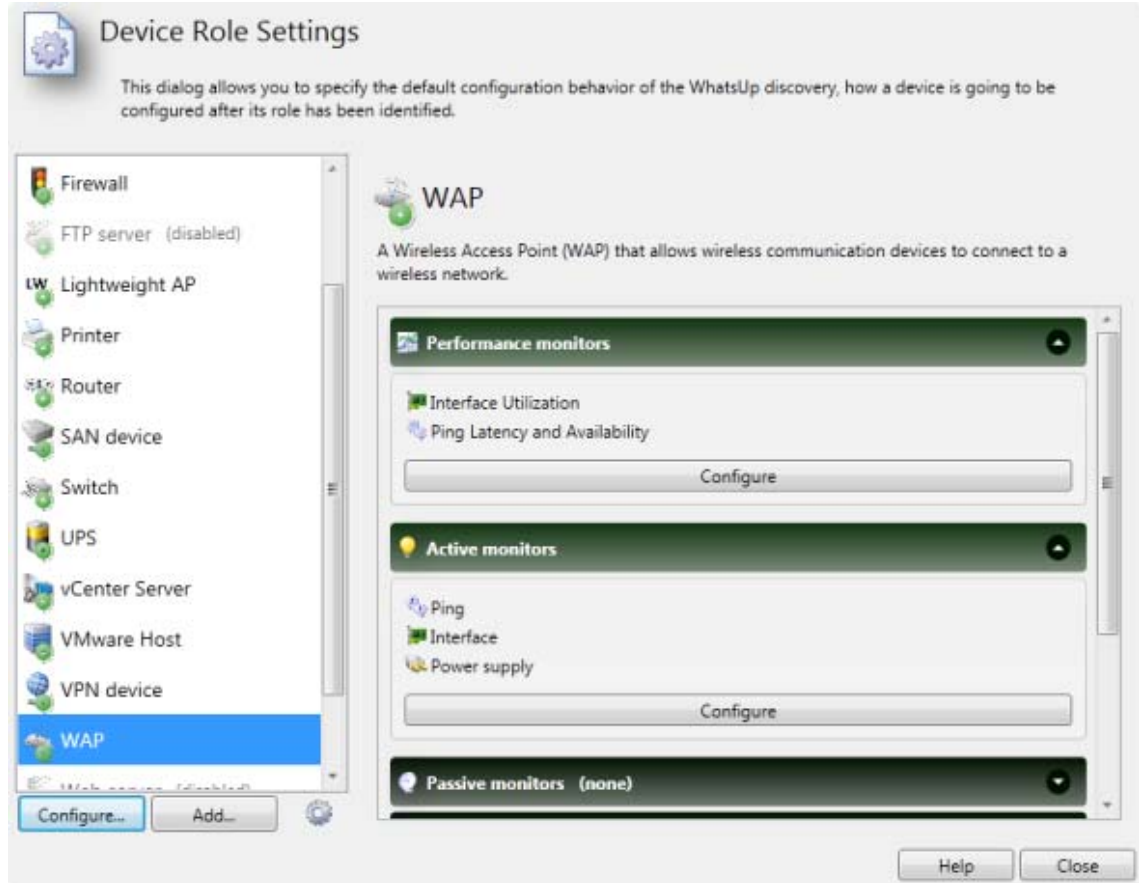 Device Role Settings
This dialog allows you to specify the default configuration behavior of the WhatsUp discovery, how a device is going to be
configured after its role has been identified.
Firewall
FTP server (disabled)
LW Lightweight AP
Printer
Router
SAN device
Switch
UPS
vCenter Server
VMware Host
VPN device
WAP
Web server (disabled)
Configure...
Add...
WAP
A Wireless Access Point (WAP) that allows wireless communication devices to connect to a
wireless network.
Performance monitors
Interface Utilization
Ping Latency and Availability
Configure
Active monitors
Ping
Interface
Power supply
Configure
Passive monitors (none)
Help
Close